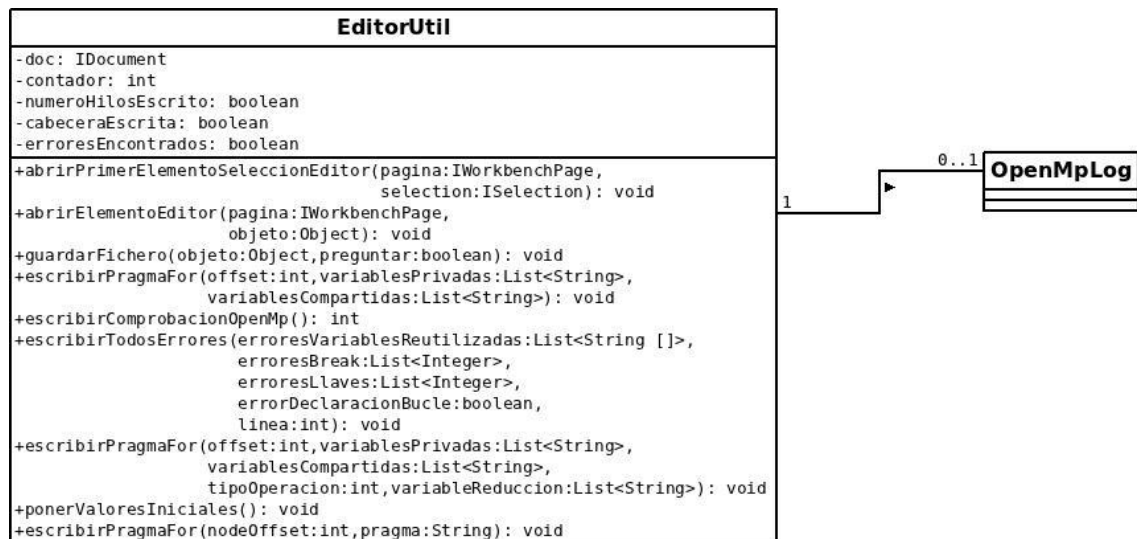 EditorUtil
-doc: IDocument
-contador: int
-numeroHilosEscrito: boolean
-cabeceraEscrita: boolean
-erroresEncontrados: boolean
+abrirPrimerElementoSeleccionEditor(pagina:IWorkbenchPage,
selection:ISelection): void
+abrirElementoEditor(pagina:IWorkbenchPage,
objeto:Object): void
+guardarFichero(objeto:Object,preguntar:boolean): void
+escribirPragmaFor(offset:int,variablesPrivadas:List<String>,
variablesCompartidas:List<String>): void
+escribirComprobacionOpenMp(): int
+escribirTodosErrores(erroresVariablesReutilizadas:List<String []>,
erroresBreak:List<Integer>,
erroresLlaves:List<Integer>,
errorDeclaracionBucle:boolean,
linea:int): void
+escribirPragmaFor(offset:int,variablesPrivadas:List<String>,
variablesCompartidas:List<String>,
tipoOperacion:int,variableReduccion:List<String>): void
+ponerValoresIniciales(): void
+escribirPragmaFor(nodeOffset:int,pragma:String): void
1
0..1
OpenMpLog